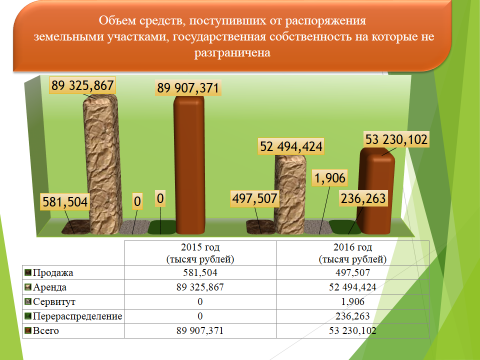 Объем средств, поступивших от распоряжения
земельными участками, государственная собственность на которые не
разграничена
89 325,867
89 907,371
52 494,424
53 230,102
1,906
581,504
0
0
497,507
236,263
2015 год
(тысяч рублей)
2016 год
(тысяч рублей)
Продажа 581,504 497,507
Аренда 89 325,867 52 494,424
Сервитут 0 1,906
Перераспределение 0 236,263
Всего 89 907,371 53 230,102